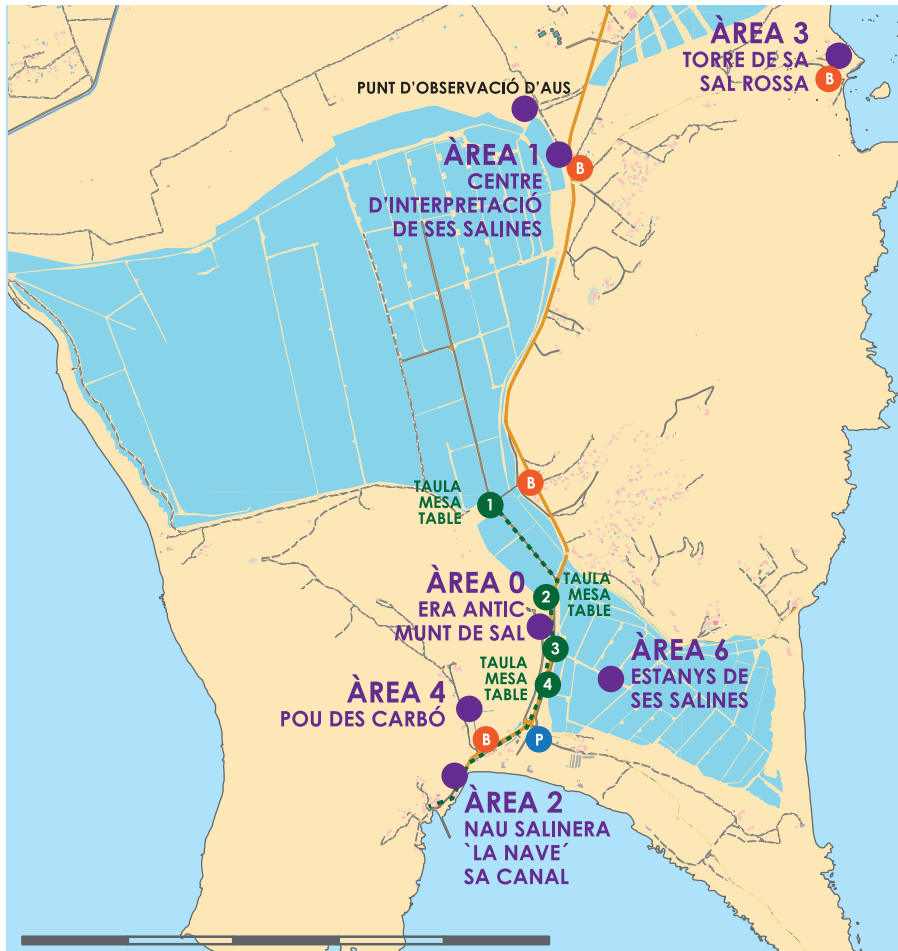 ÀREA 3
TORRE DE SA
SAL ROSSA
B
PUNT D'OBSERVACIÓ D'AUS
ÀREA 1
CENTRE
D'INTERPRETACIÓ
DE SES SALINES
B
B
TAULA
MESA
TABLE
1
ÀREA 0
ERA ANTIC
MUNT DE SAL
2
TAULA
MESA
TABLE
3
TAULA
MESA
TABLE
4
ÀREA 6
ESTANYS DE
SES SALINES
ÀREA 4
POU DES CARBÓ
B
P
ÀREA 2
NAU SALINERA
`LA NAVE´
SA CANAL